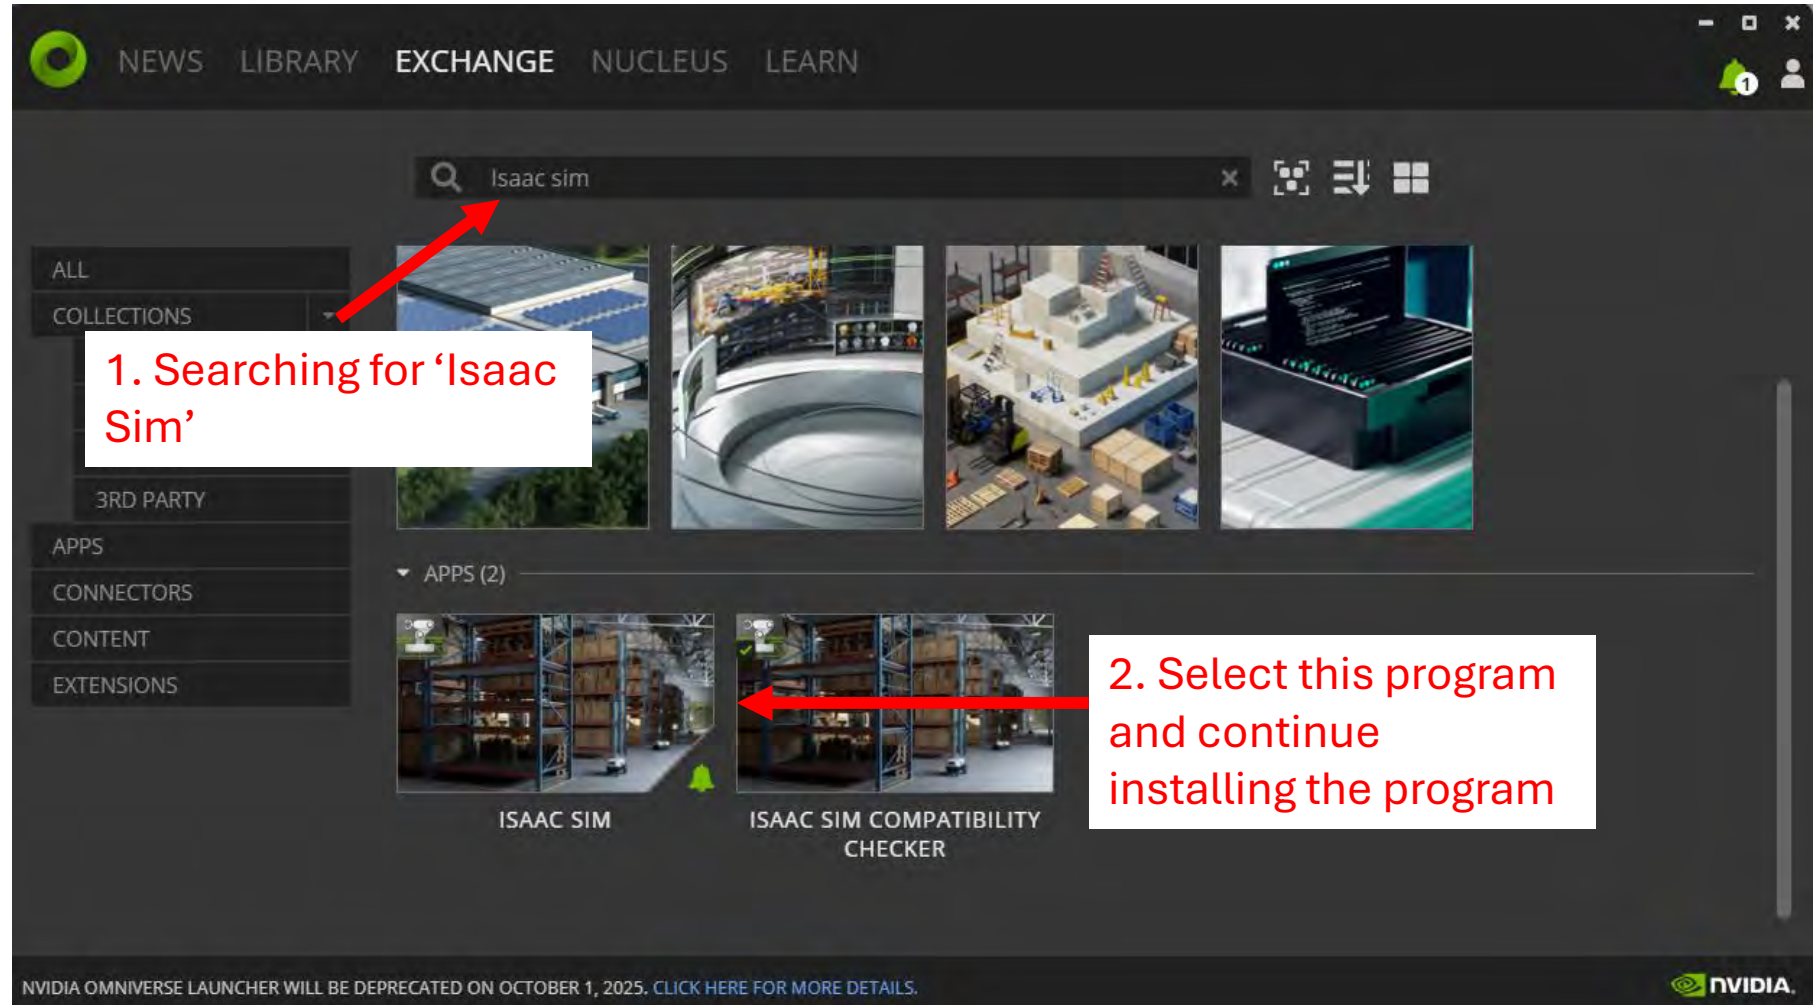 NEWS LIBRARY EXCHANGE NUCLEUS LEARN
1
Isaac sim
ALL
COLLECTIONS
1. Searching for ‘Isaac
Sim’
3RD PARTY
APPS
CONNECTORS
CONTENT
EXTENSIONS
APPS (2)
2. Select this program
and continue
installing the program
ISAAC SIM
ISAAC SIM COMPATIBILITY
CHECKER
NVIDIA OMNIVERSE LAUNCHER WILL BE DEPRECATED ON OCTOBER 1, 2025. CLICK HERE FOR MORE DETAILS.
NVIDIA.